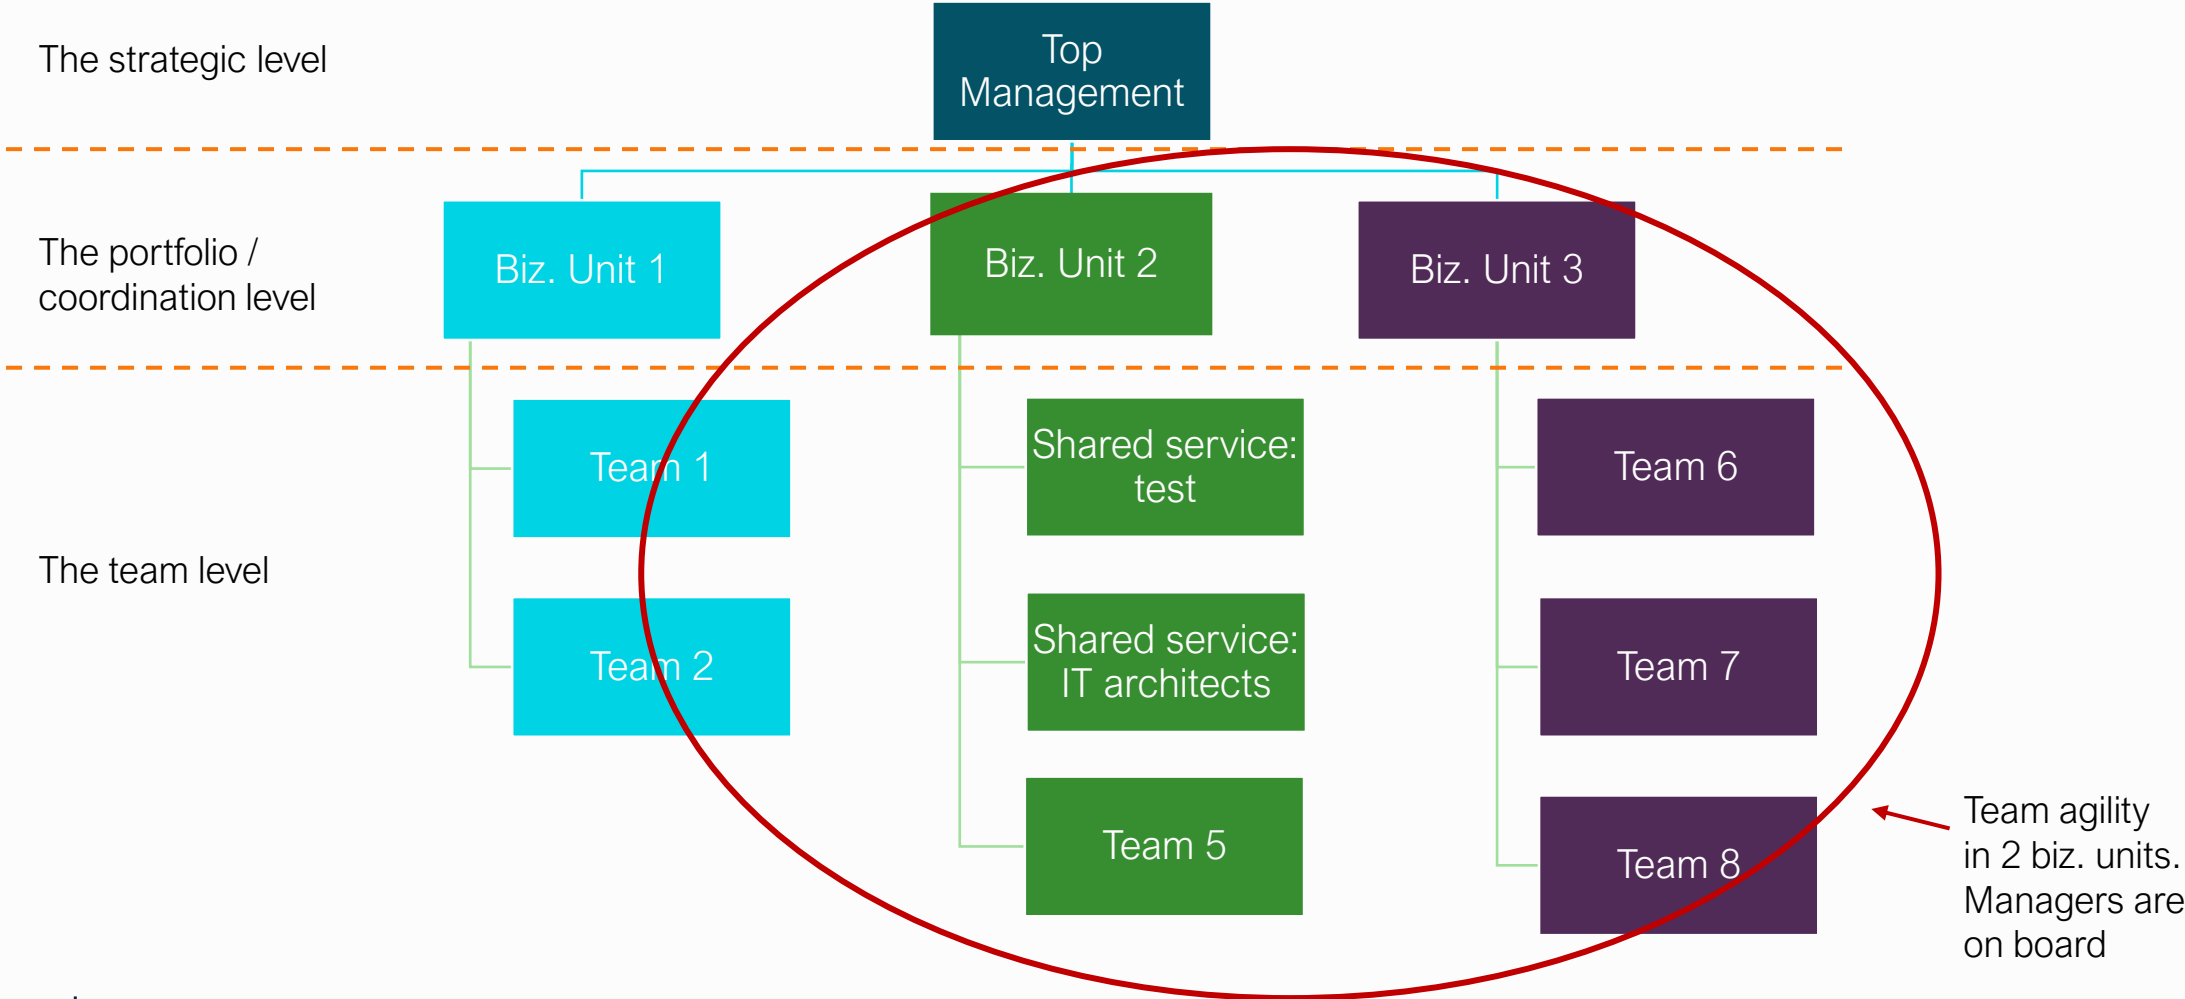 The strategic level
Top
Management
The portfolio /
coordination level
Biz. Unit 1
Biz. Unit 2
Biz. Unit 3
The team level
Team 1
Shared service:
test
Team 6
Team 2
Shared service:
IT architects
Team 7
Team 5
Team 8
Team agility
in 2 biz. units.
Managers are
on board